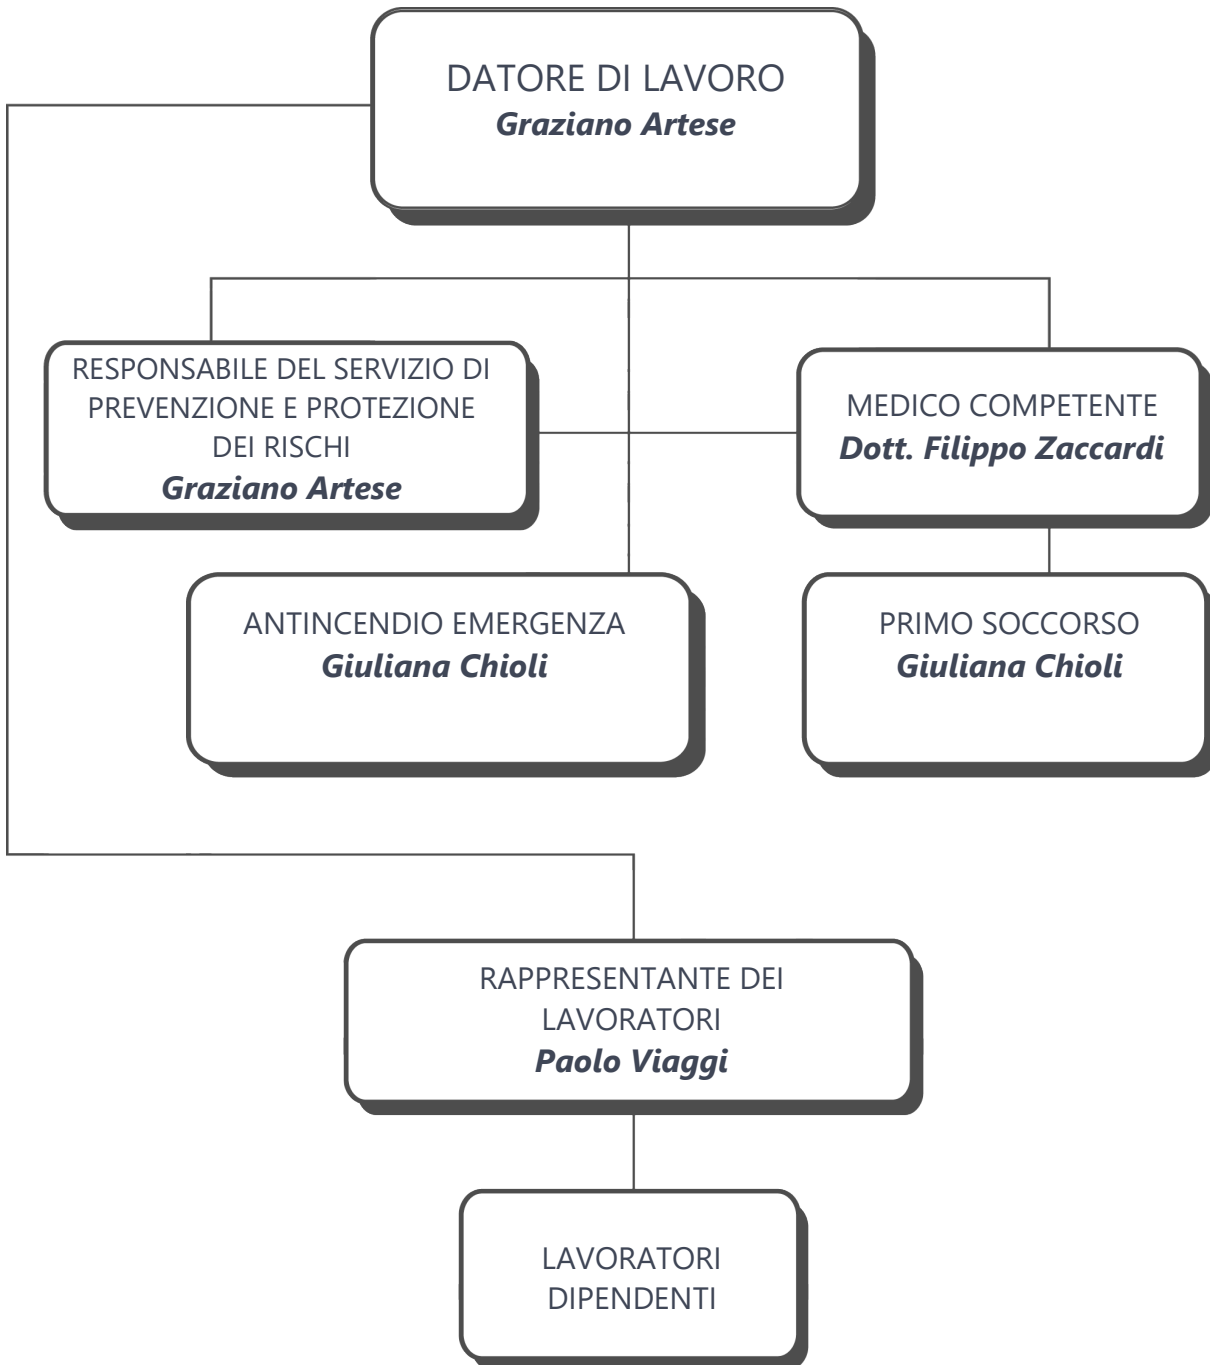 DATORE DI LAVORO
Graziano Artese
RESPONSABILE DEL SERVIZIO DI
PREVENZIONE E PROTEZIONE
DEI RISCHI
Graziano Artese
MEDICO COMPETENTE
Dott. Filippo Zaccardi
ANTINCENDIO EMERGENZA
Giuliana Chioli
PRIMO SOCCORSO
Giuliana Chioli
RAPPRESENTANTE DEI
LAVORATORI
Paolo Viaggi
LAVORATORI
DIPENDENTI